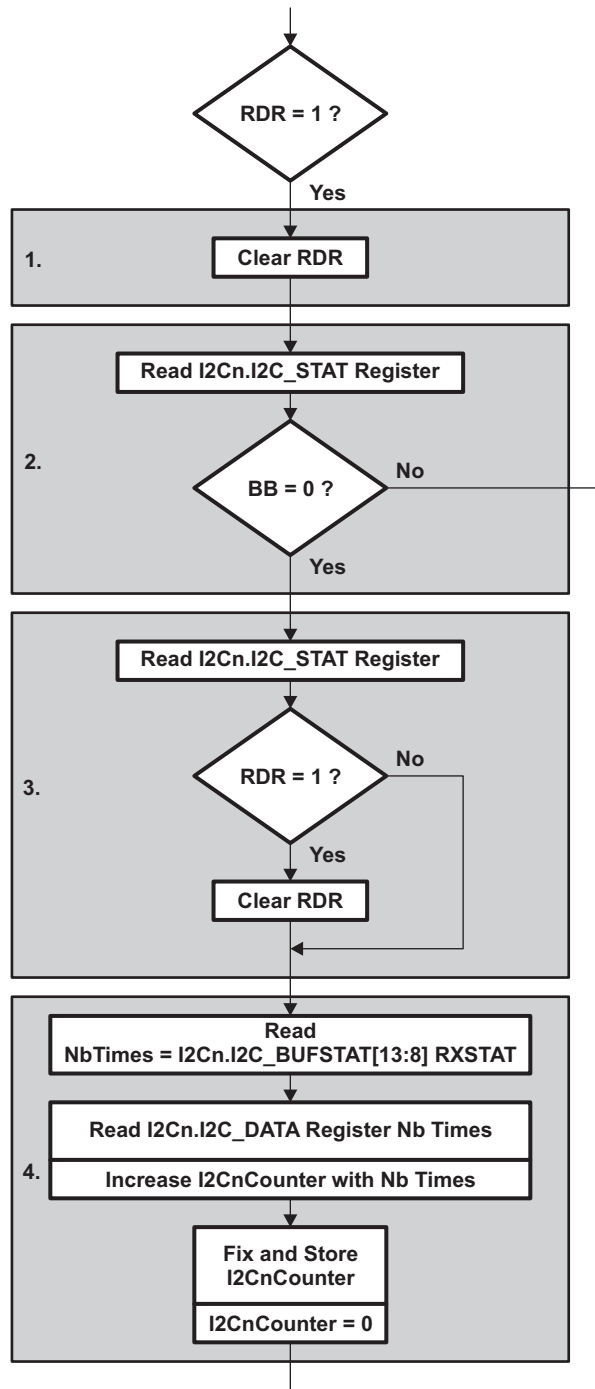 RDR = 1 ?
Yes
1.
Clear RDR
Read I2Cn.I2C_STAT Register
2.
No
BB = 0 ?
Yes
Read I2Cn.I2C_STAT Register
No
RDR = 1 ?
3.
Yes
Clear RDR
Read
NbTimes = I2Cn.I2C_BUFSTAT[13:8] RXSTAT
Read I2Cn.I2C_DATA Register Nb Times
4.
Increase I2CnCounter with Nb Times
Fix and Store
I2CnCounter
I2CnCounter = 0